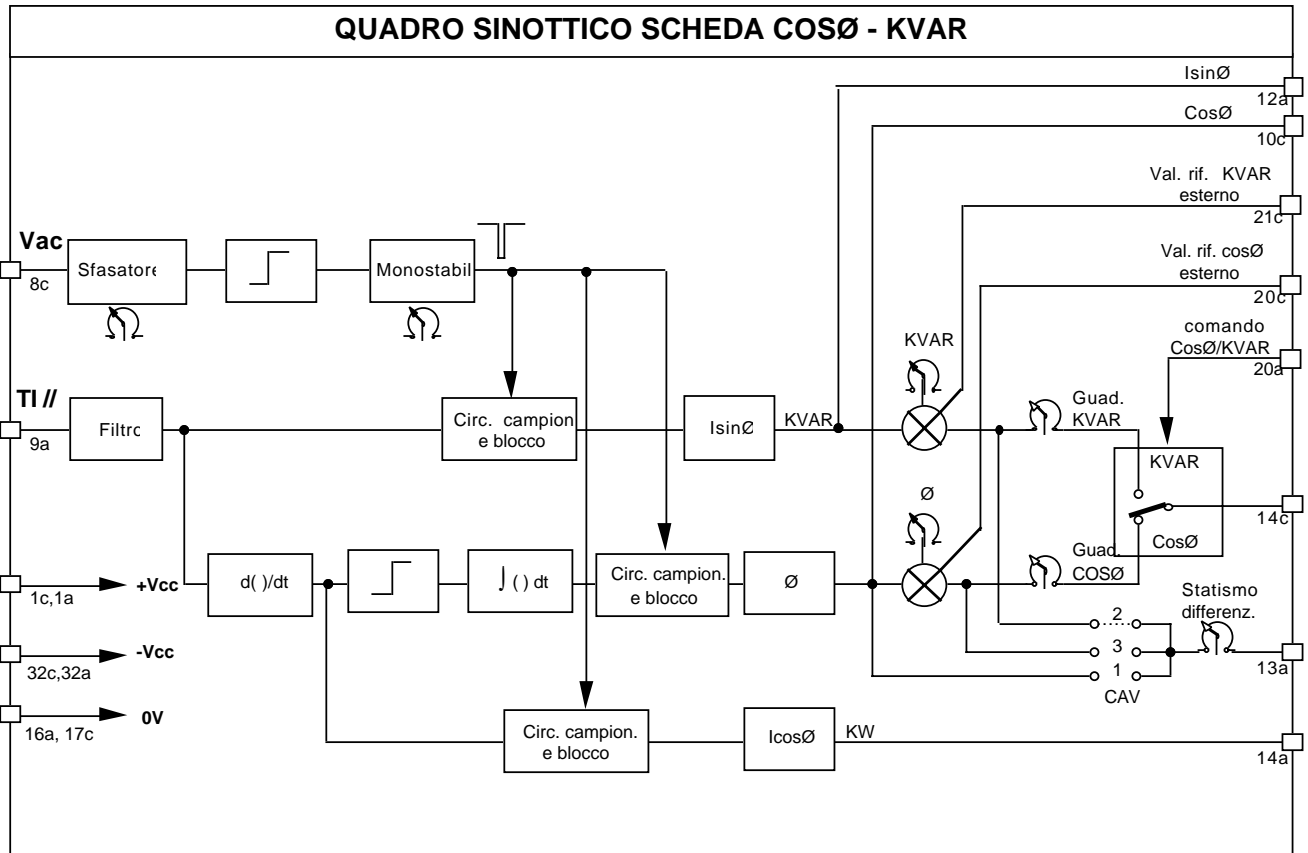 QUADRO SINOTTICO SCHEDA COSØ - KVAR
IsinØ
12a
CosØ
10c
Val. rif. KVAR
esterno
21c
Val. rif. cosØ
esterno
20c
comando
CosØ/KVAR
20a
Vac
8c
Sfasatore
Monostabil
TI //
9a
Filtro
Circ. campion.
e blocco
IsinØ
KVAR
KVAR
Guad.
KVAR
KVAR
CosØ
14c
1c,1a
+Vcc
d( )/dt
∫ ( ) dt
Circ. campion.
e blocco
Ø
Ø
Guad.
COSØ
Statismo
differenz.
2
3
1
CAV
13a
32c,32a
-Vcc
16a, 17c
0V
Circ. campion.
e blocco
IcosØ
KW
14a